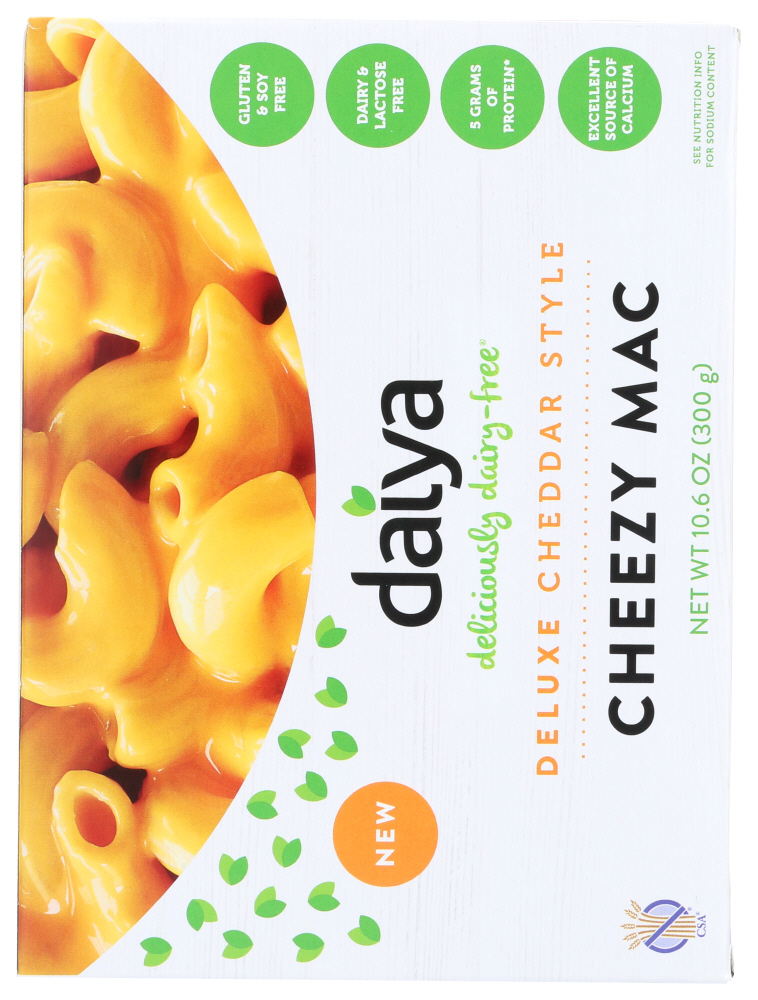 NEW
daiya
deliciously dairy-free®
DELUXE CHEDDAR STYLE
CHEEZY MAC
NET WT 10.6 OZ (300 g)
GLUTEN
& SOY
FREE
DAIRY &
LACTOSE
FREE
5 GRAMS
OF
PROTEIN*
EXCELLENT
SOURCE OF
CALCIUM
SEE NUTRITION INFO
FOR SODIUM CONTENT
CSA®